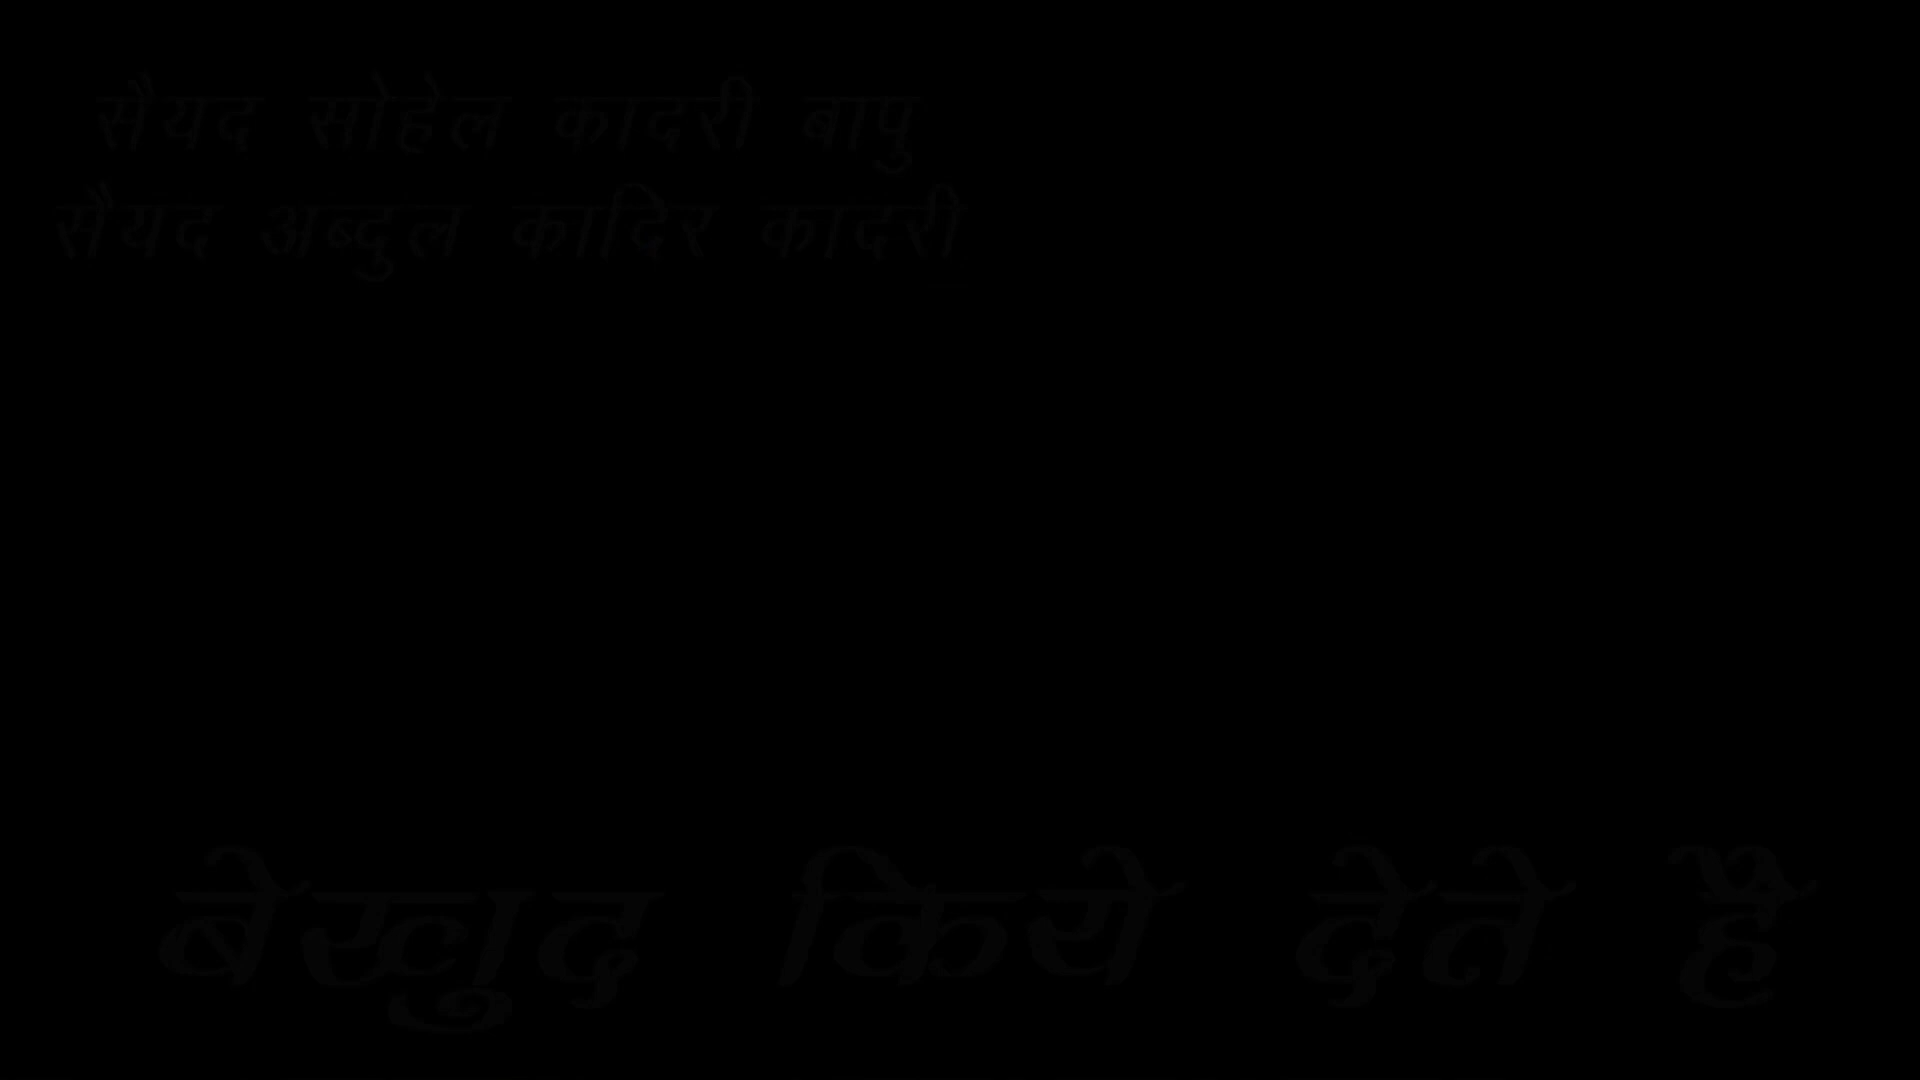 सैयद सोहेल कादरी बापु
सैयद अब्दुल कादिर कादरी
बेखुद किये देते है